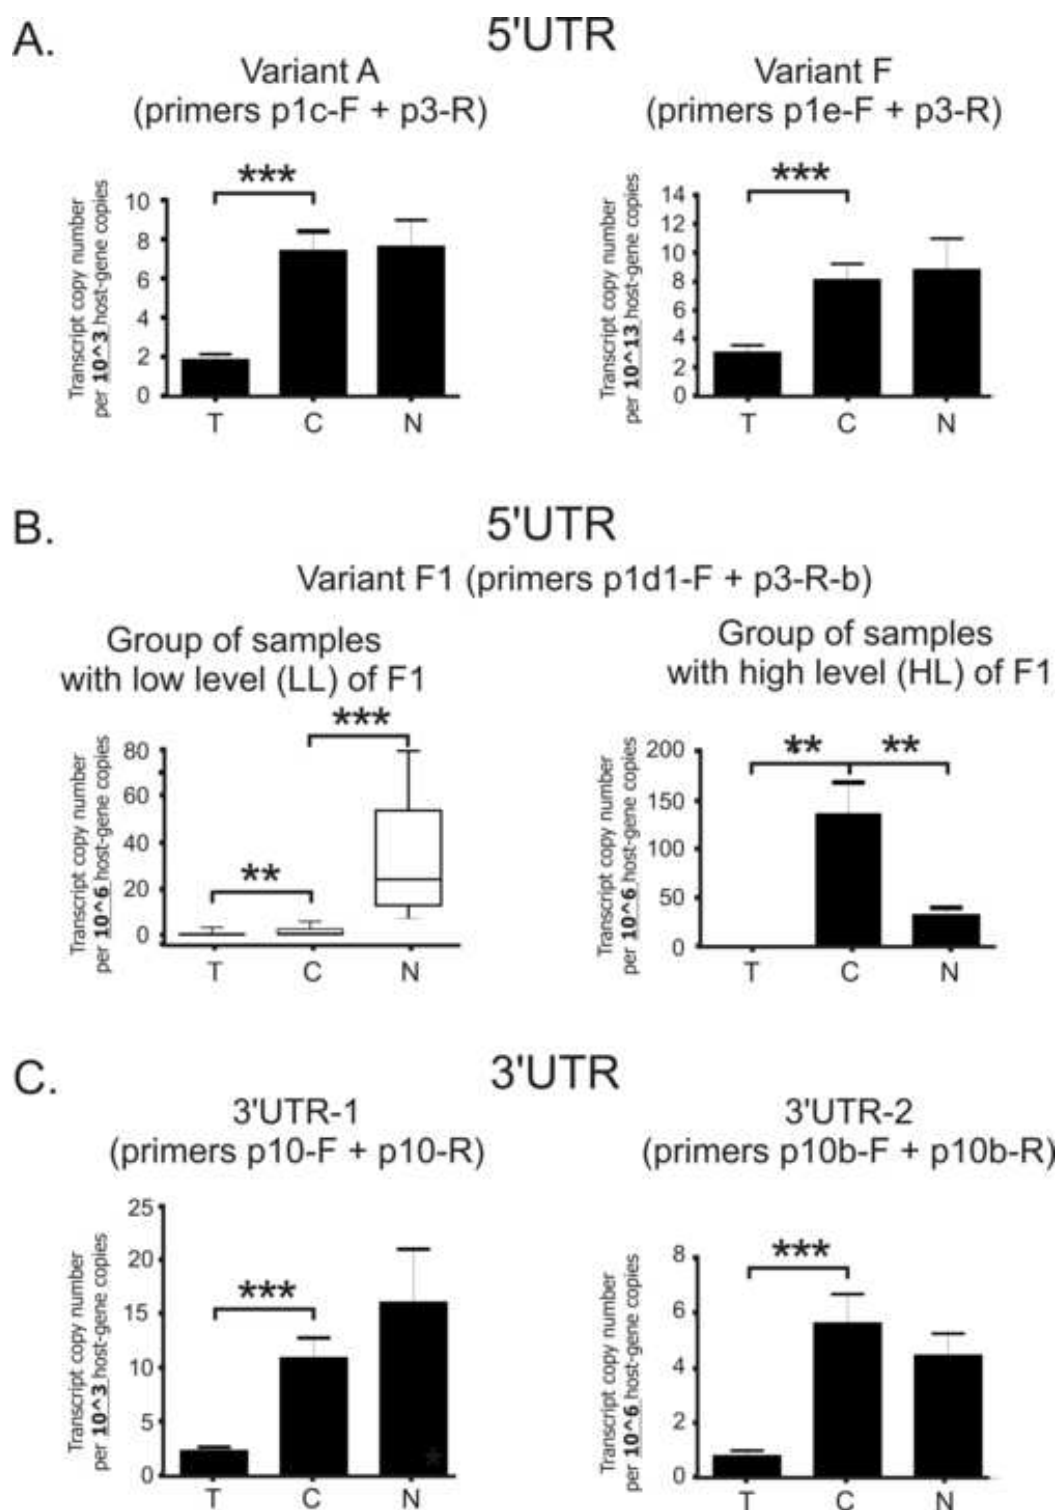 A.
5'UTR
Variant A
(primers p1c-F + p3-R)
Variant F
(primers p1e-F + p3-R)
Transcript copy number
per 10^3 host-gene copies
10
8
6
4
2
0
***
T
C
N
Transcript copy number
per 10^13 host-gene copies
14
12
10
8
6
4
2
0
***
T
C
N
B.
5'UTR
Variant F1 (primers p1d1-F + p3-R-b)
Group of samples
with low level (LL) of F1
Group of samples
with high level (HL) of F1
Transcript copy number
per 10^6 host-gene copies
80
60
40
20
0
**
***
T
C
N
Transcript copy number
per 10^6 host-gene copies
200
150
100
50
0
**
**
T
C
N
C.
3'UTR
3'UTR-1
(primers p10-F + p10-R)
3'UTR-2
(primers p10b-F + p10b-R)
Transcript copy number
per 10^3 host-gene copies
25
20
15
10
5
0
***
*
T
C
N
Transcript copy number
per 10^6 host-gene copies
8
6
4
2
0
***
T
C
N